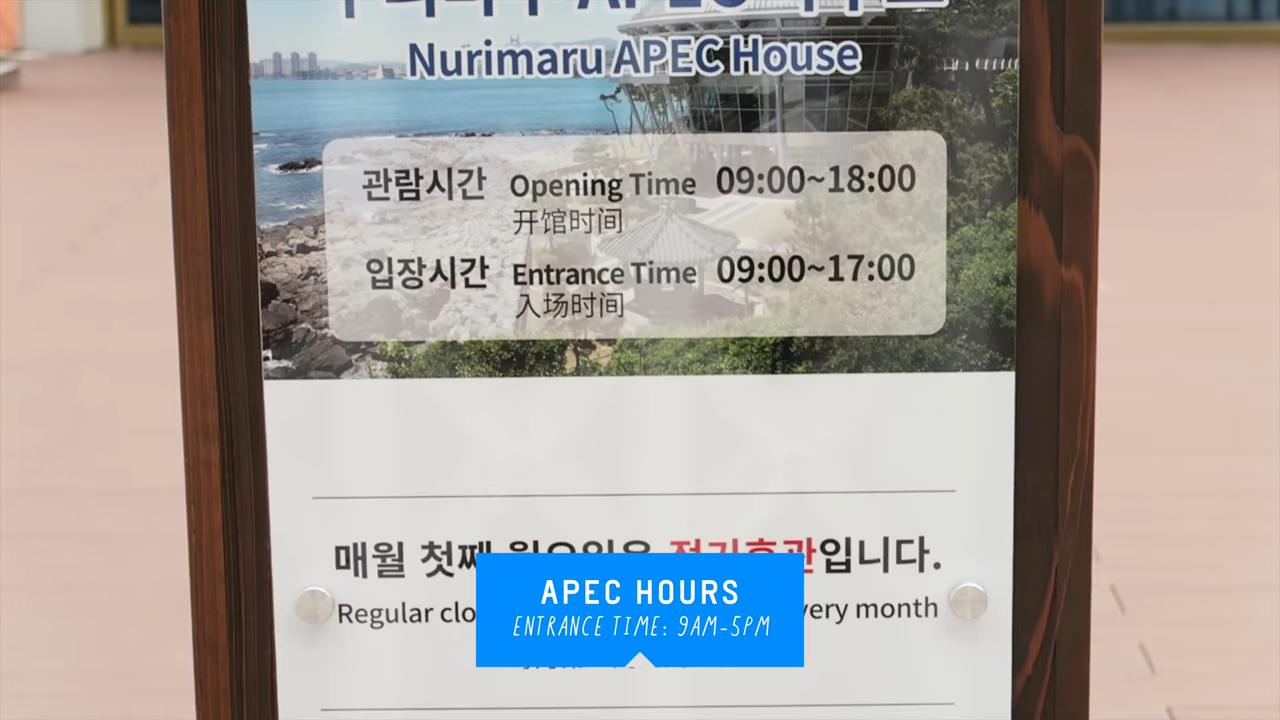 Nurimaru APEC House
관람시간 Opening Time 09:00~18:00
开馆时间
입장시간 Entrance Time 09:00~17:00
入场时间
매월 첫째 입니다.
Regular every month
APEC HOURS
ENTRANCE TIME: 9AM-5PM